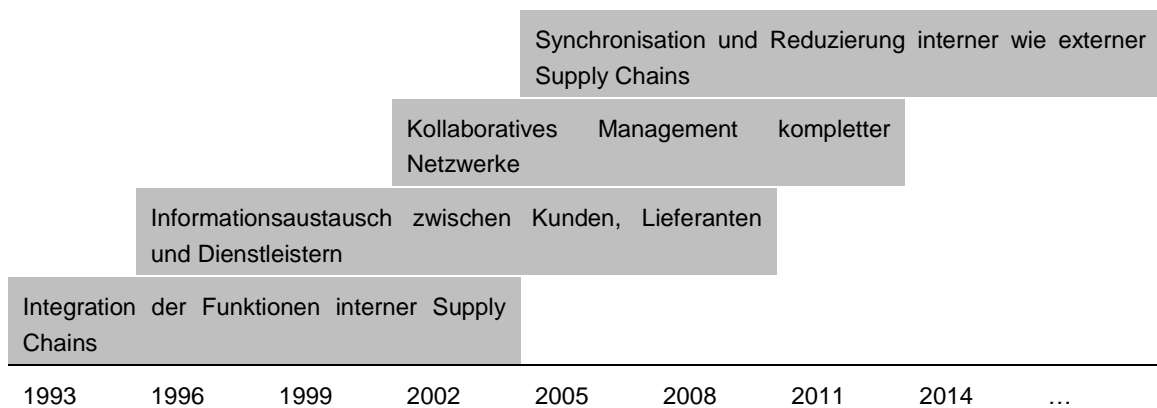 Synchronisation und Reduzierung interner wie externer
Supply Chains
Kollaboratives Management kompletter
Netzwerke
Informationsaustausch zwischen Kunden, Lieferanten
und Dienstleistern
Integration der Funktionen interner Supply
Chains
1993 1996 1999 2002 2005 2008 2011 2014 …